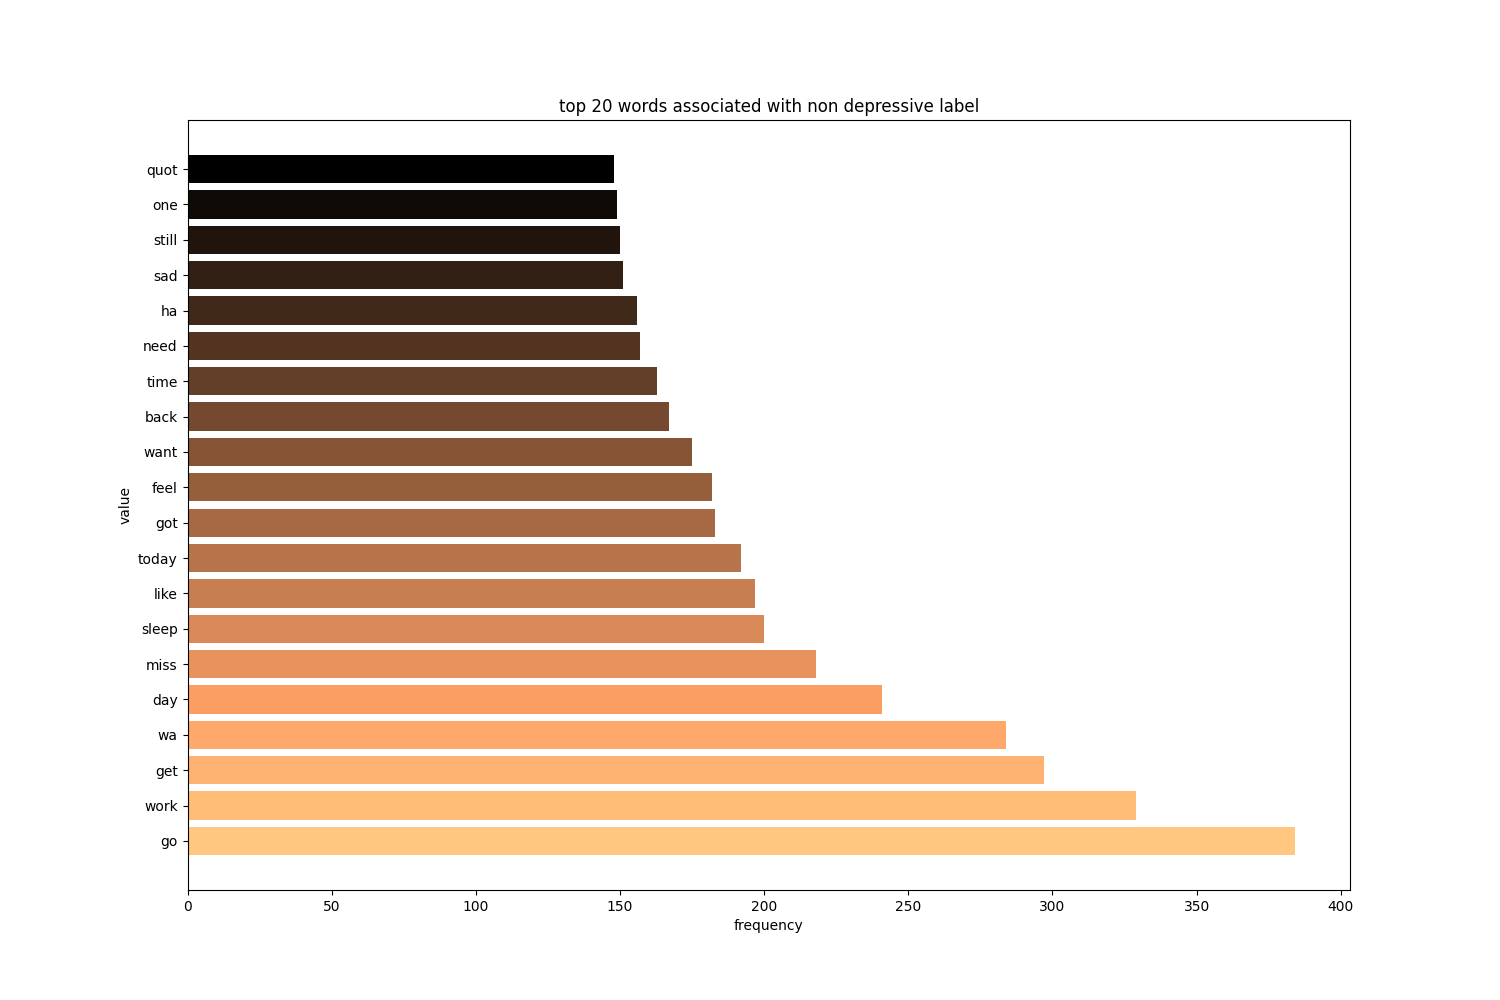 top 20 words associated with non depressive label
quot
one
still
sad
ha
need
time
back
want
feel
got
today
like
sleep
miss
day
wa
get
work
go
value
0 50 100 150 200 250 300 350 400
frequency